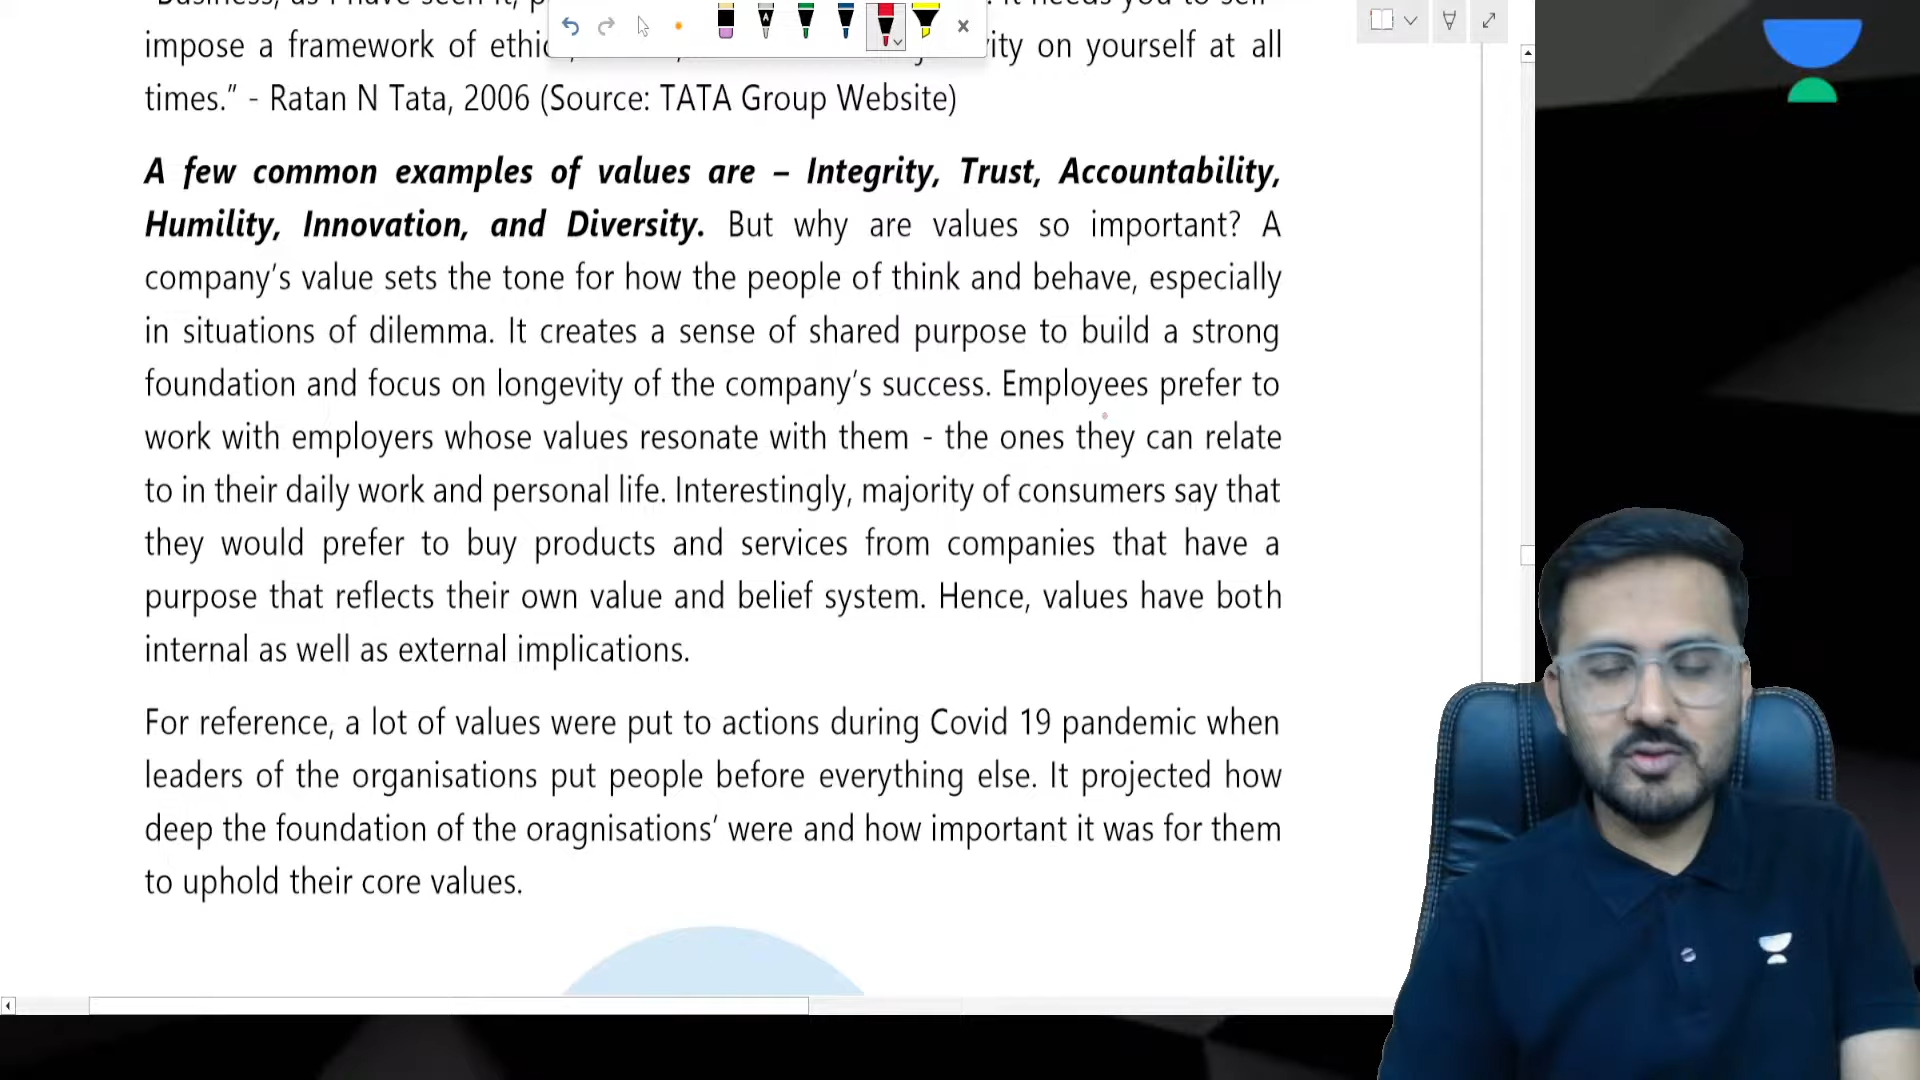 impose a framework of ethic ity on yourself at all
times.” - Ratan N Tata, 2006 (Source: TATA Group Website)
A few common examples of values are – Integrity, Trust, Accountability,
Humility, Innovation, and Diversity. But why are values so important? A
company’s value sets the tone for how the people of think and behave, especially
in situations of dilemma. It creates a sense of shared purpose to build a strong
foundation and focus on longevity of the company’s success. Employees prefer to
work with employers whose values resonate with them - the ones they can relate
to in their daily work and personal life. Interestingly, majority of consumers say that
they would prefer to buy products and services from companies that have a
purpose that reflects their own value and belief system. Hence, values have both
internal as well as external implications.
For reference, a lot of values were put to actions during Covid 19 pandemic when
leaders of the organisations put people before everything else. It projected how
deep the foundation of the oragnisations’ were and how important it was for them
to uphold their core values.